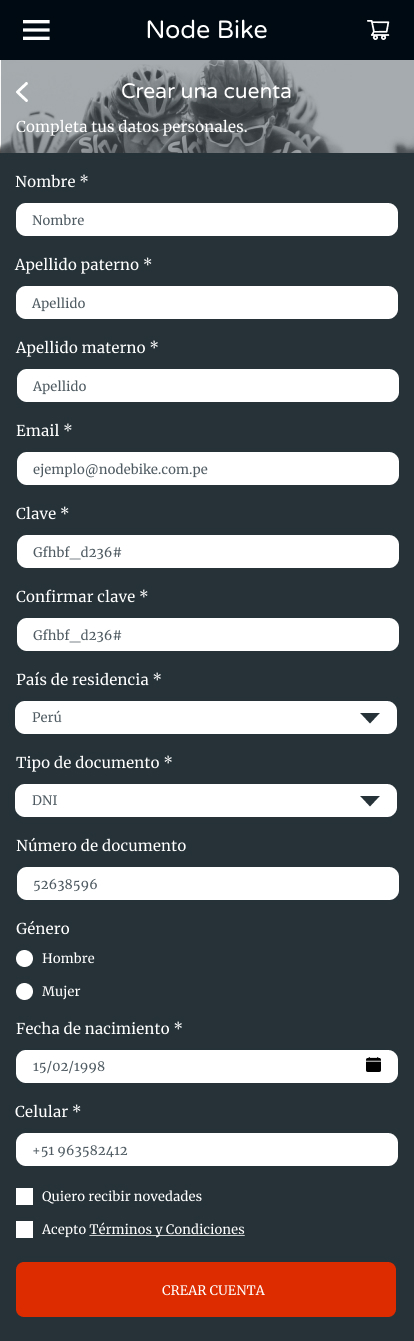 Node Bike
Crear una cuenta
Completa tus datos personales.
sky
sky
sky
Nombre *
Nombre
Apellido paterno *
Apellido
Apellido materno *
Apellido
Email *
ejemplo@nodebike.com.pe
Clave *
Gfhbf_d236#
Confirmar clave *
Gfhbf_d236#
País de residencia *
Perú
Tipo de documento *
DNI
Número de documento
52638596
Género
Hombre
Mujer
Fecha de nacimiento *
15/02/1998
Celular *
+51 963582412
Quiero recibir novedades
Acepto Términos y Condiciones
CREAR CUENTA